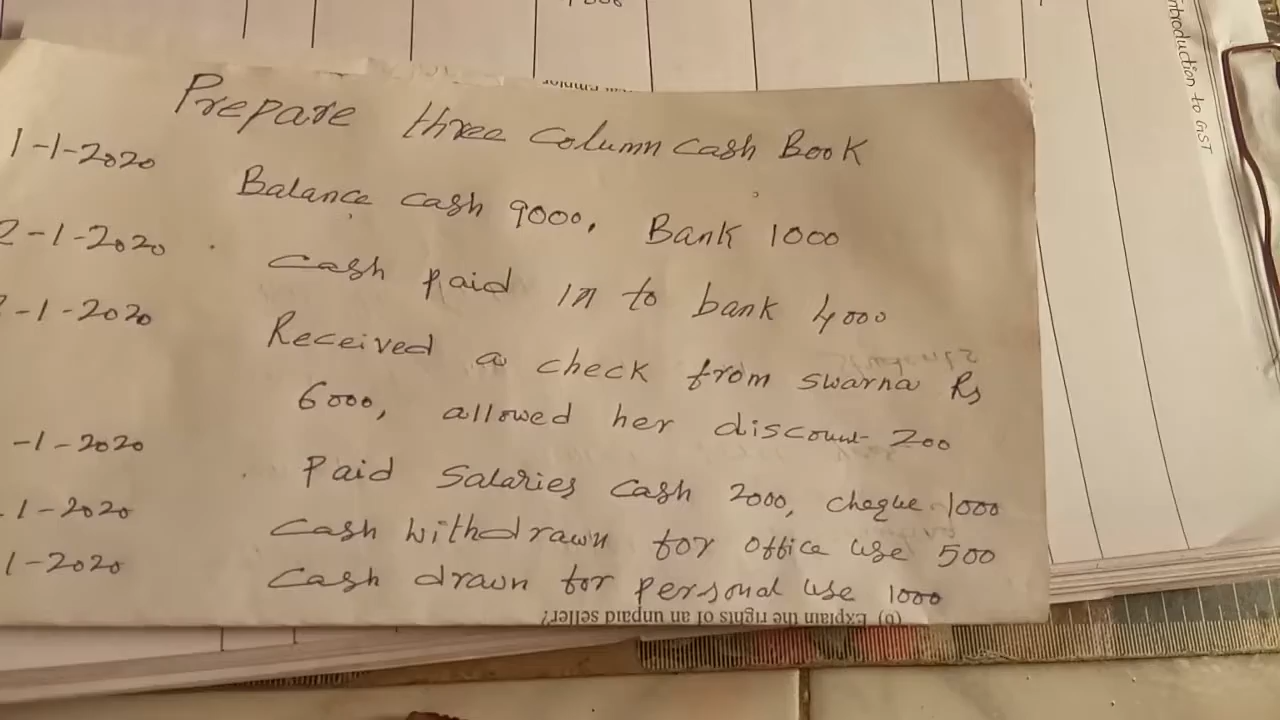 Introduction to GST
Prepare three column cash Book
1-1-2020 Balance cash 9000, Bank 1000
2-1-2020 Cash paid in to bank 4000
-1-2020 Received a check from swarna Rs
6000, allowed her discount 200
-1-2020 Paid Salaries cash 2000, cheque 1000
1-2020 Cash withdrawn for office use 500
1-2020 Cash drawn for personal use 1000
(b) Explain the rights of an unpaid seller?